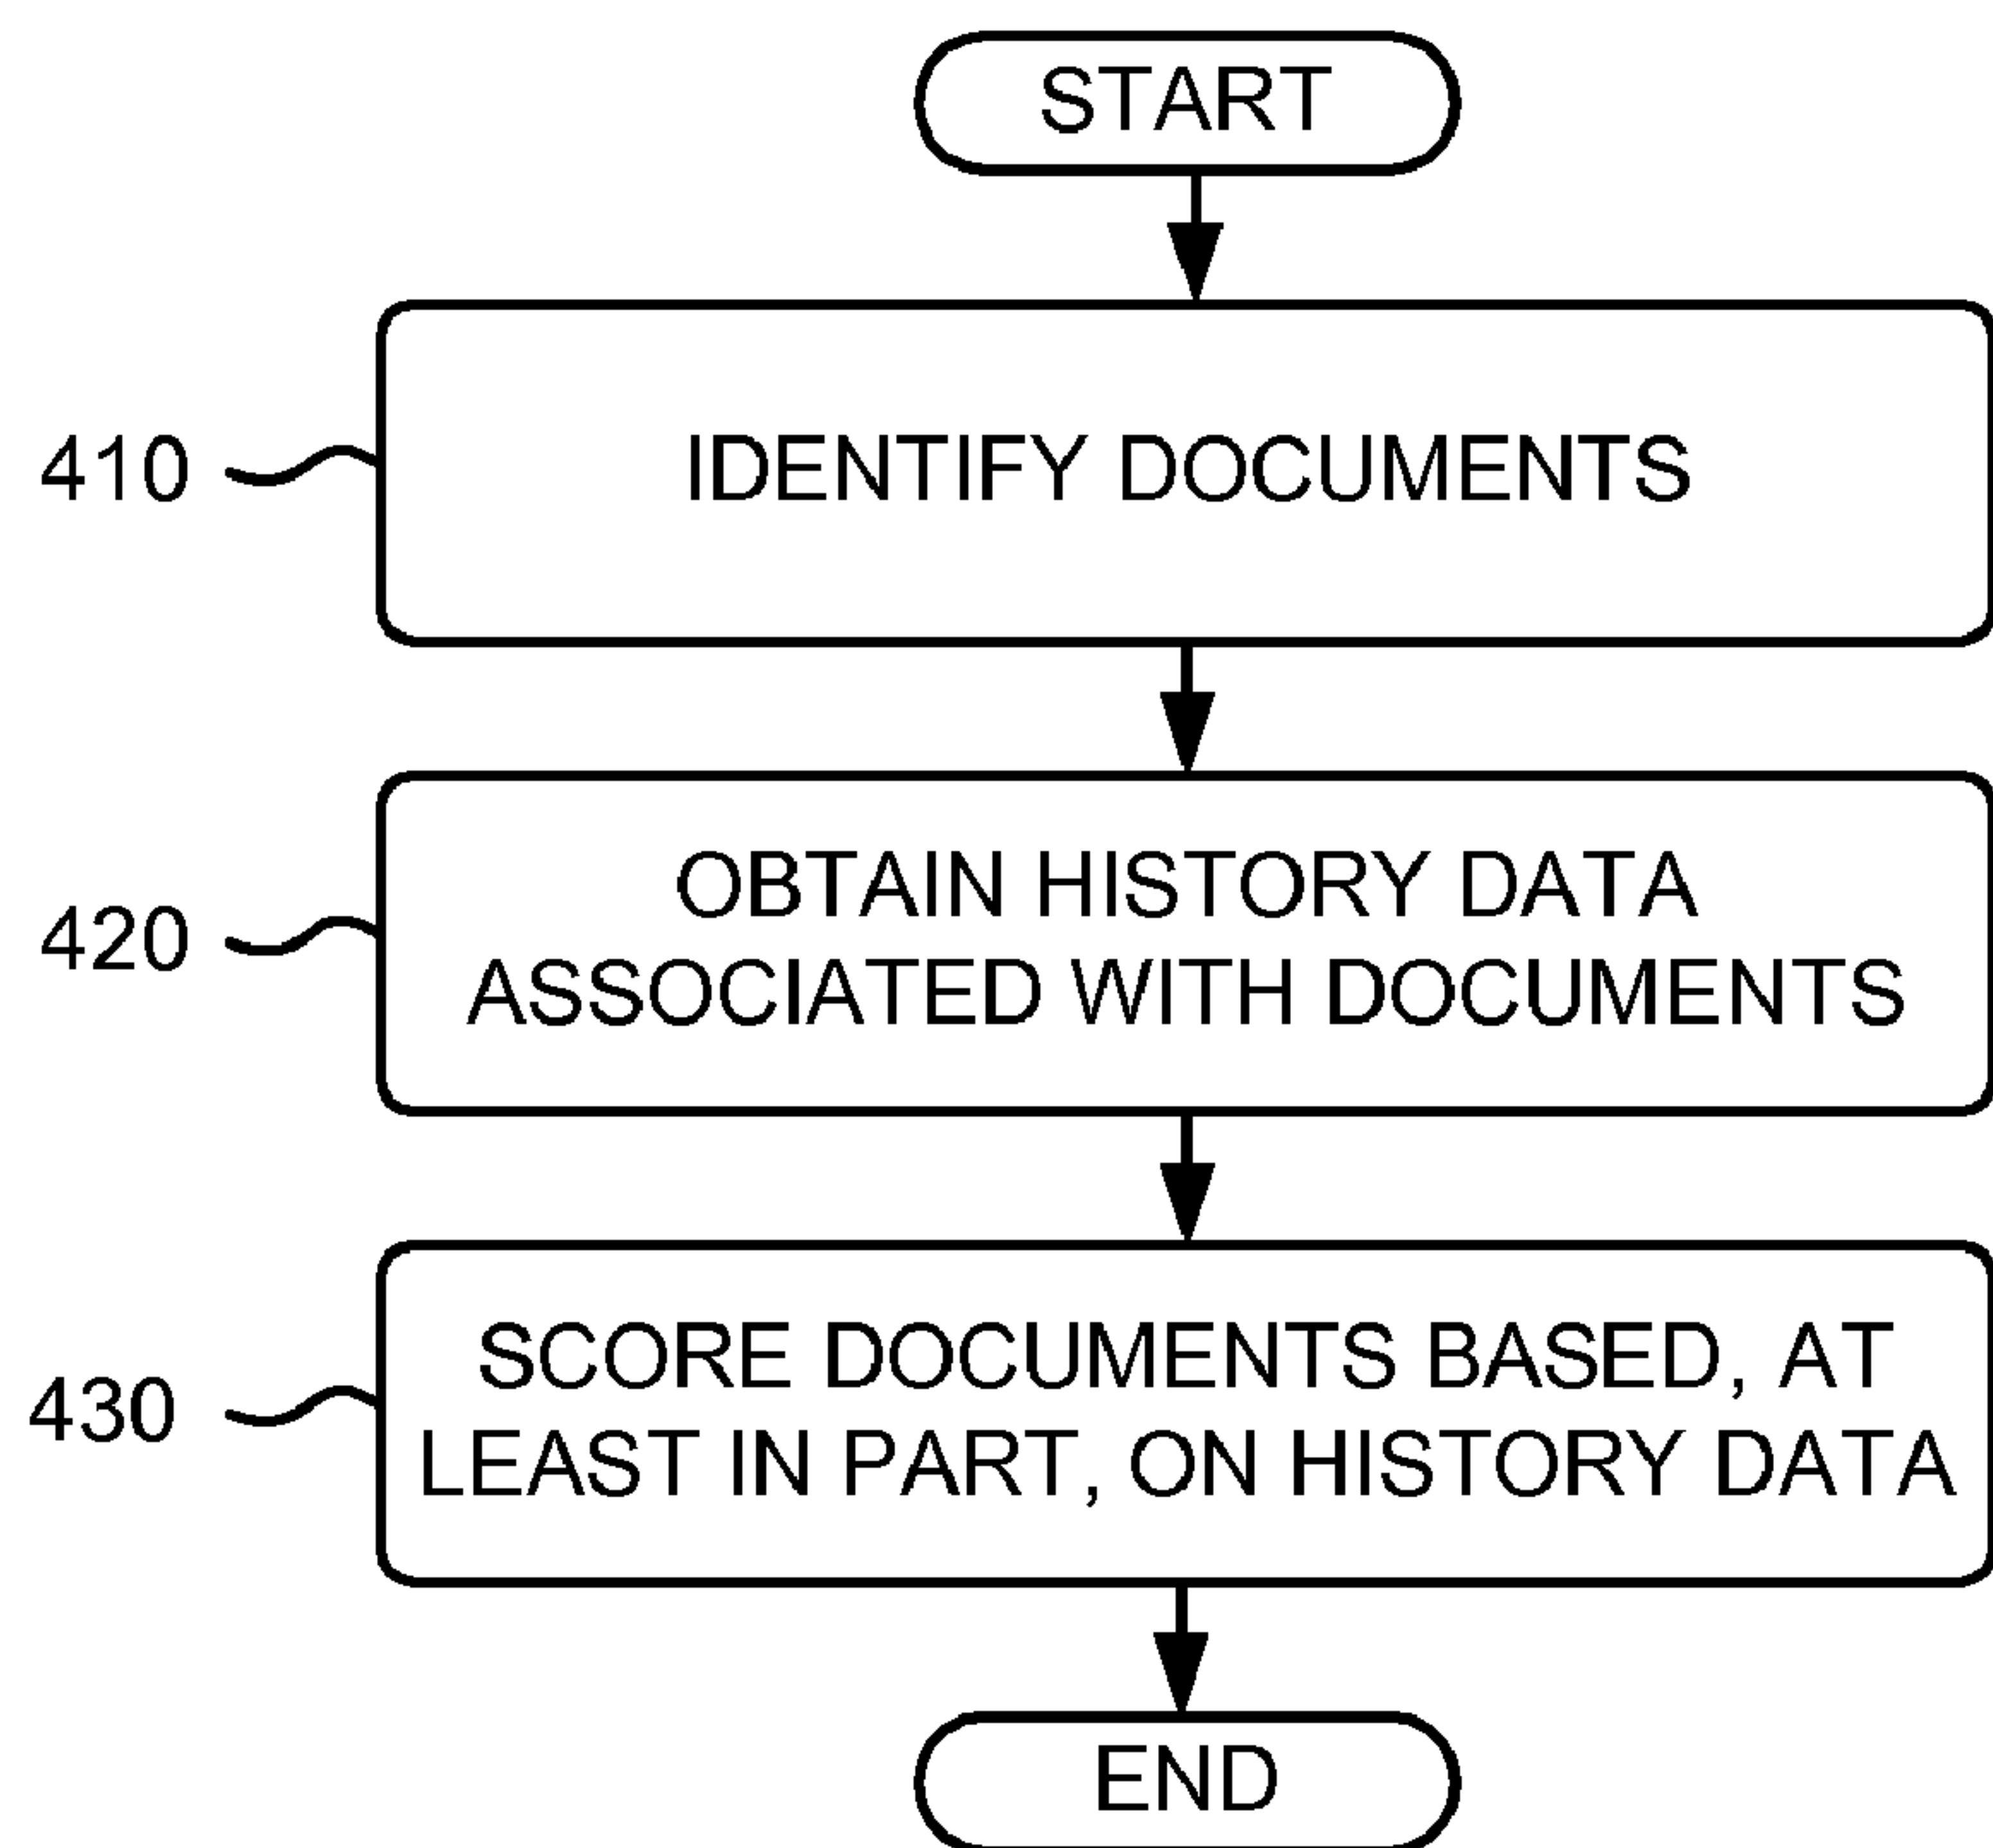 START
410
IDENTIFY DOCUMENTS
420
OBTAIN HISTORY DATA
ASSOCIATED WITH DOCUMENTS
430
SCORE DOCUMENTS BASED, AT
LEAST IN PART, ON HISTORY DATA
END